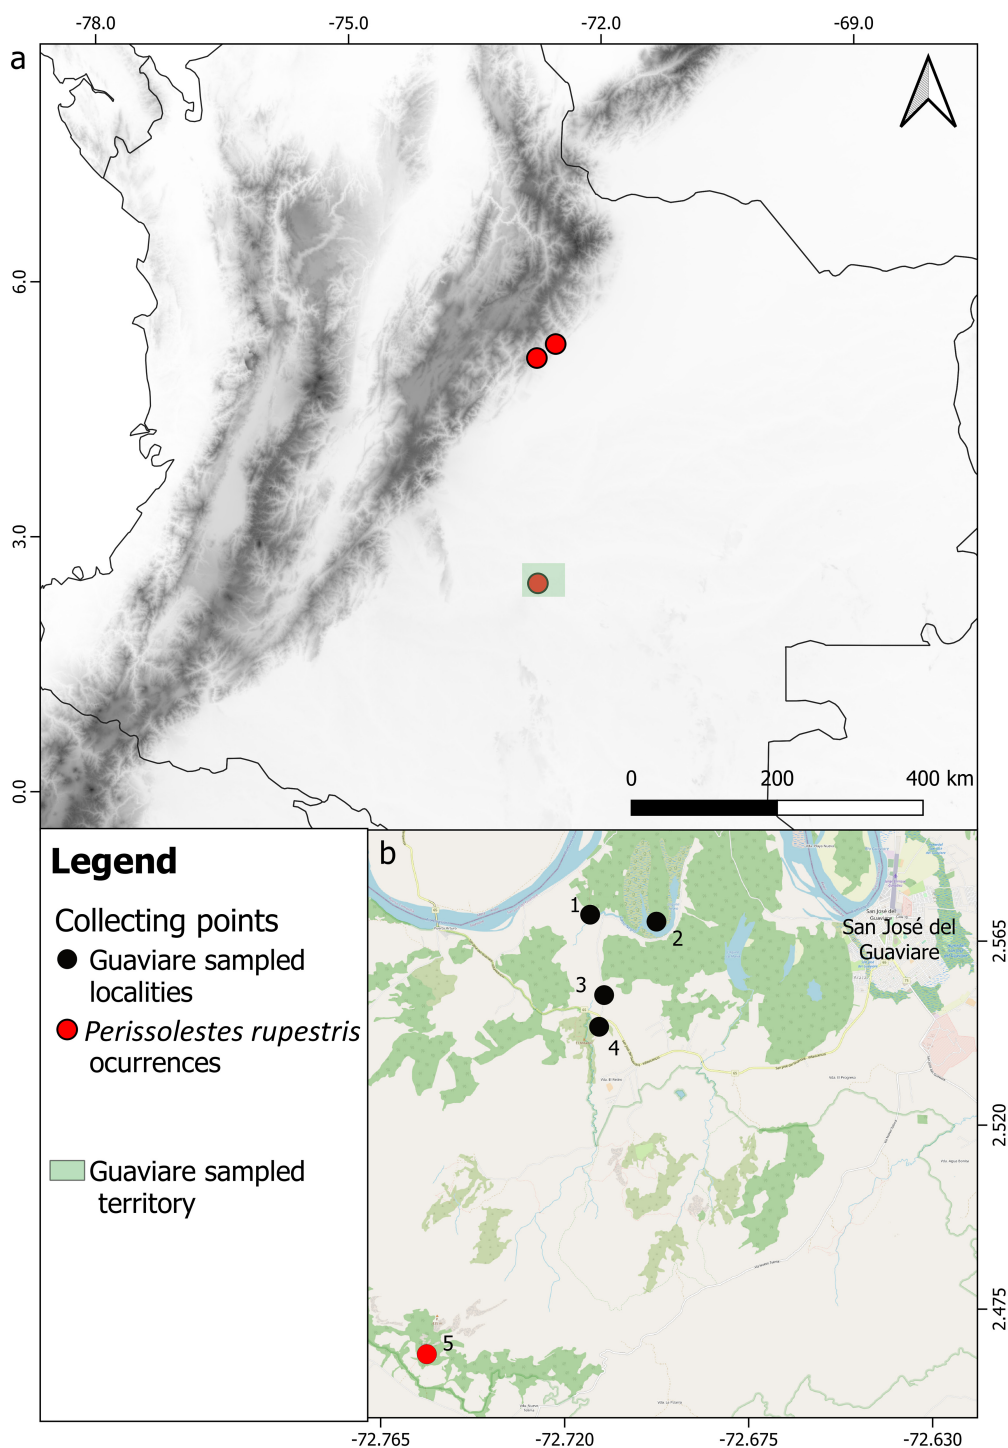 -78.0 -75.0 -72.0 -69.0
a
6.0
3.0
0.0
0 200 400 km
Legend
Collecting points
Guaviare sampled
localities
Perissolestes rupestris
ocurrences
Guaviare sampled
territory
b
1
2
San José del
Guaviare
3
4
5
2.565
2.520
2.475
-72.765 -72.720 -72.675 -72.630